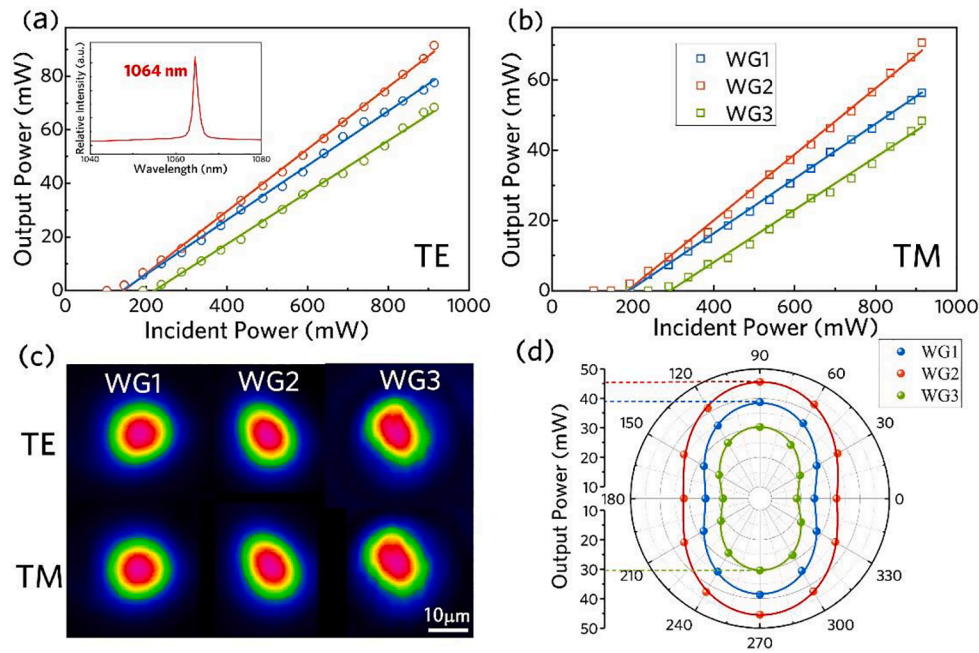 (a)
80
60
40
20
0
Output Power (mW)
1064 nm
Relative Intensity (a.u.)
1040
1060
1080
Wavelength (nm)
TE
0
200
400
600
800
1000
Incident Power (mW)
(b)
60
40
20
0
Output Power (mW)
WG1
WG2
WG3
TM
0
200
400
600
800
1000
Incident Power (mW)
(c)
WG1 WG2 WG3
TE
TM
10μm
(d)
50
40
30
20
10
10
20
30
40
50
Output Power (mW)
90
120
60
150
30
180
0
210
330
240
300
270
WG1
WG2
WG3